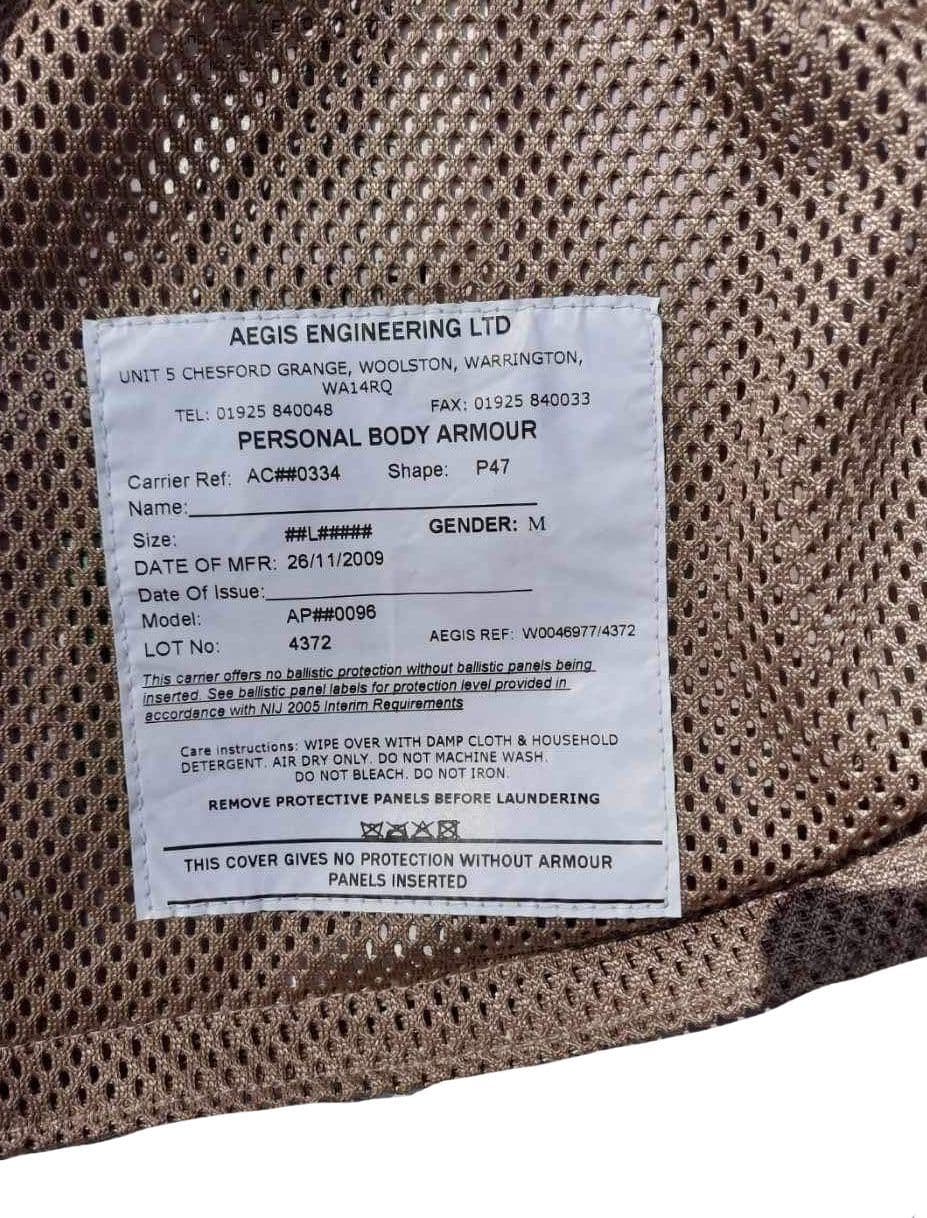 AEGIS ENGINEERING LTD
UNIT 5 CHESFORD GRANGE, WOOLSTON, WARRINGTON,
WA14RQ
TEL: 01925 840048 FAX: 01925 840033
PERSONAL BODY ARMOUR
Carrier Ref: AC##0334 Shape: P47
Name:
Size: ##L##### GENDER: M
DATE OF MFR: 26/11/2009
Date Of Issue:
Model: AP##0096
LOT No: 4372 AEGIS REF: W0046977/4372
This carrier offers no ballistic protection without ballistic panels being
inserted. See ballistic panel labels for protection level provided in
accordance with NIJ 2005 Interim Requirements
Care instructions: WIPE OVER WITH DAMP CLOTH & HOUSEHOLD
DETERGENT. AIR DRY ONLY. DO NOT MACHINE WASH.
DO NOT BLEACH. DO NOT IRON.
REMOVE PROTECTIVE PANELS BEFORE LAUNDERING
THIS COVER GIVES NO PROTECTION WITHOUT ARMOUR
PANELS INSERTED